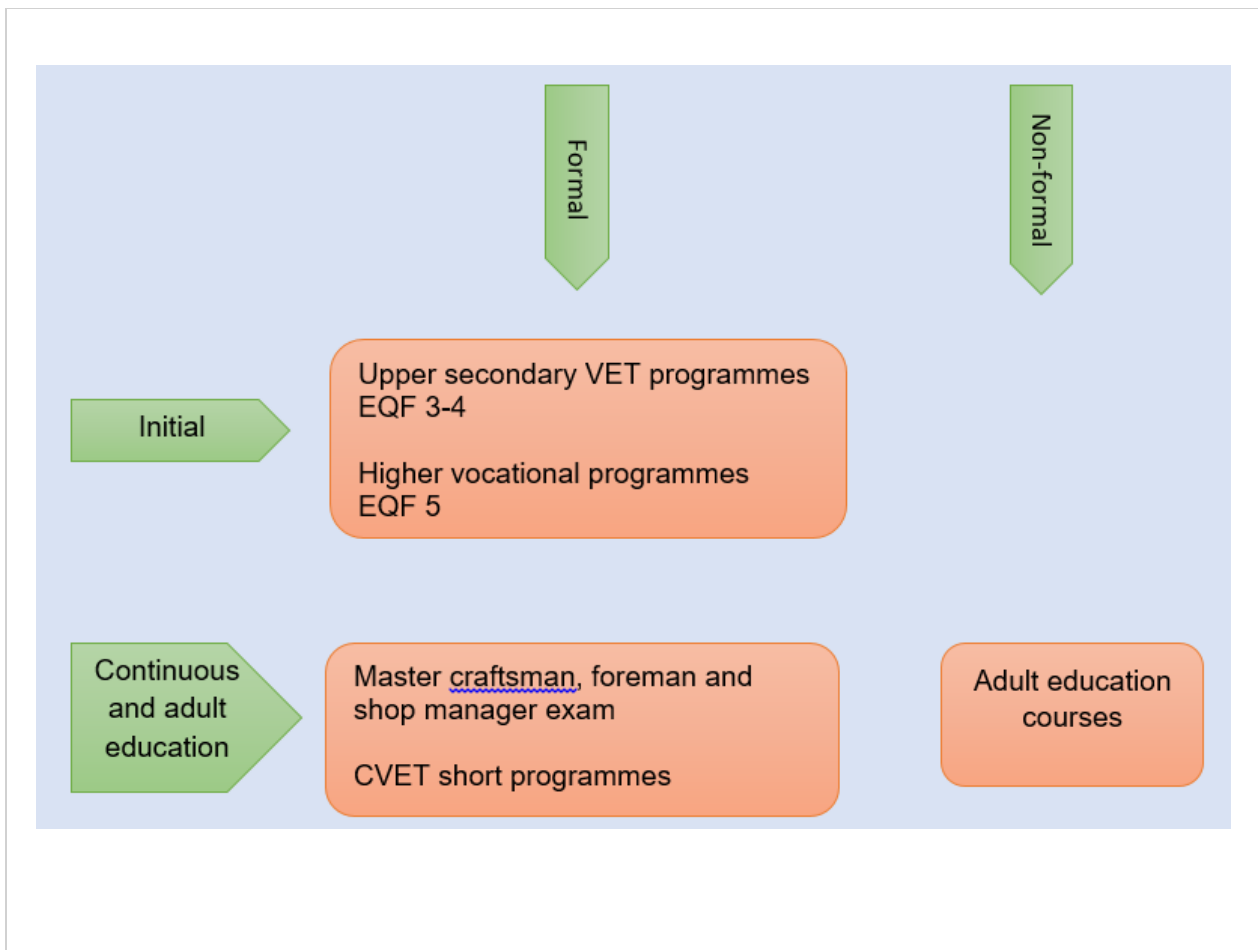 Formal
Non-formal
Initial
Upper secondary VET programmes
EQF 3-4
Higher vocational programmes
EQF 5
Continuous
and adult
education
Master craftsman, foreman and
shop manager exam
CVET short programmes
Adult education
courses